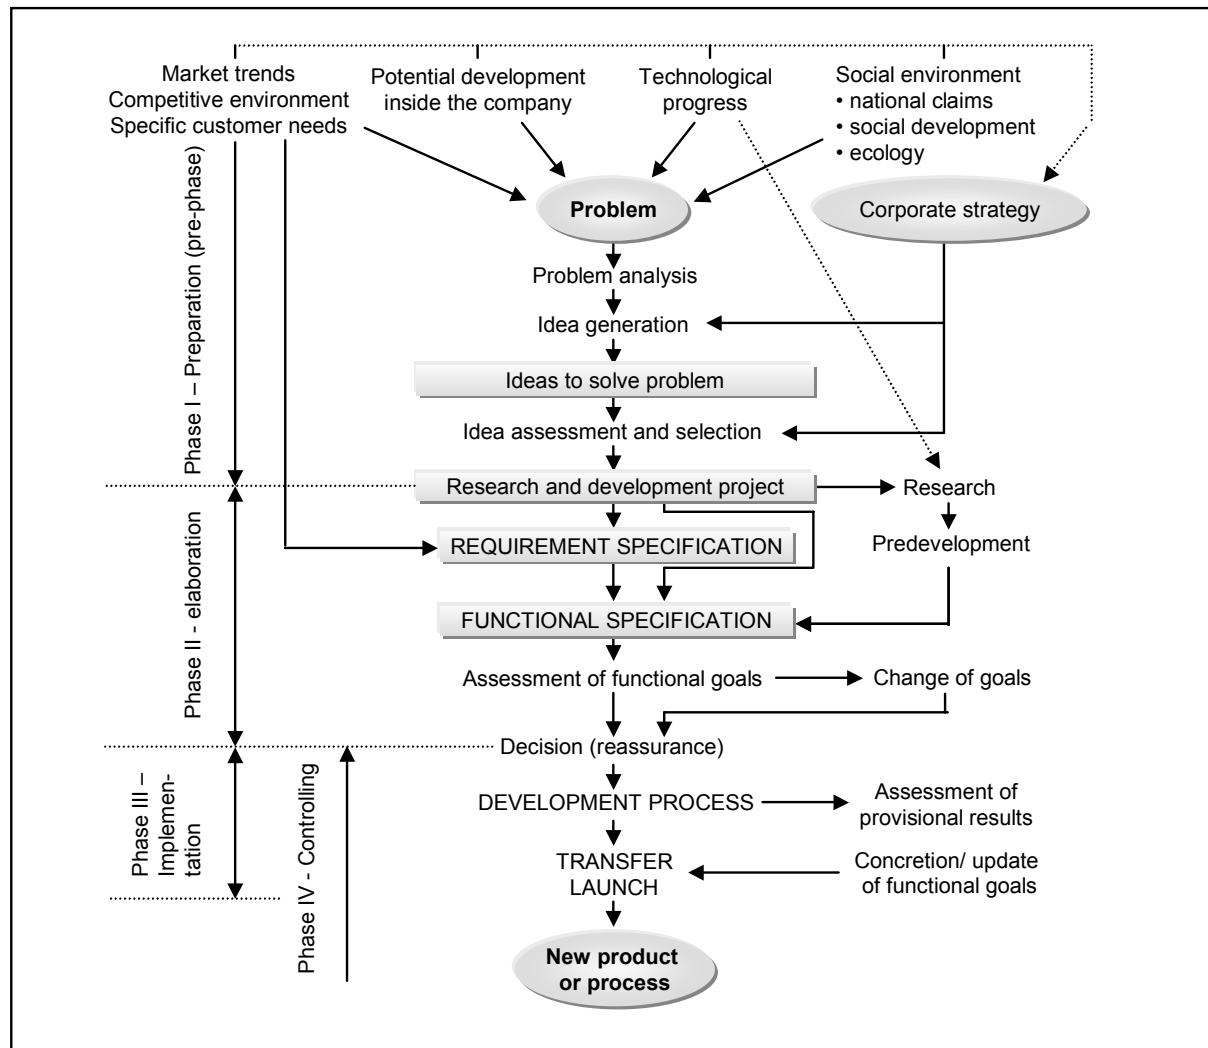 Market trends
Competitive environment
Specific customer needs
Potential development
inside the company
Technological
progress
Social environment
• national claims
• social development
• ecology
Problem
Corporate strategy
Problem analysis
Idea generation
Ideas to solve problem
Idea assessment and selection
Research and development project
Research
REQUIREMENT SPECIFICATION
Predevelopment
FUNCTIONAL SPECIFICATION
Assessment of functional goals
Change of goals
Decision (reassurance)
DEVELOPMENT PROCESS
Assessment of
provisional results
TRANSFER
LAUNCH
Concretion/ update
of functional goals
New product
or process
Phase I – Preparation (pre-phase)
Phase II - elaboration
Phase III –
Implemen-
tation
Phase IV - Controlling